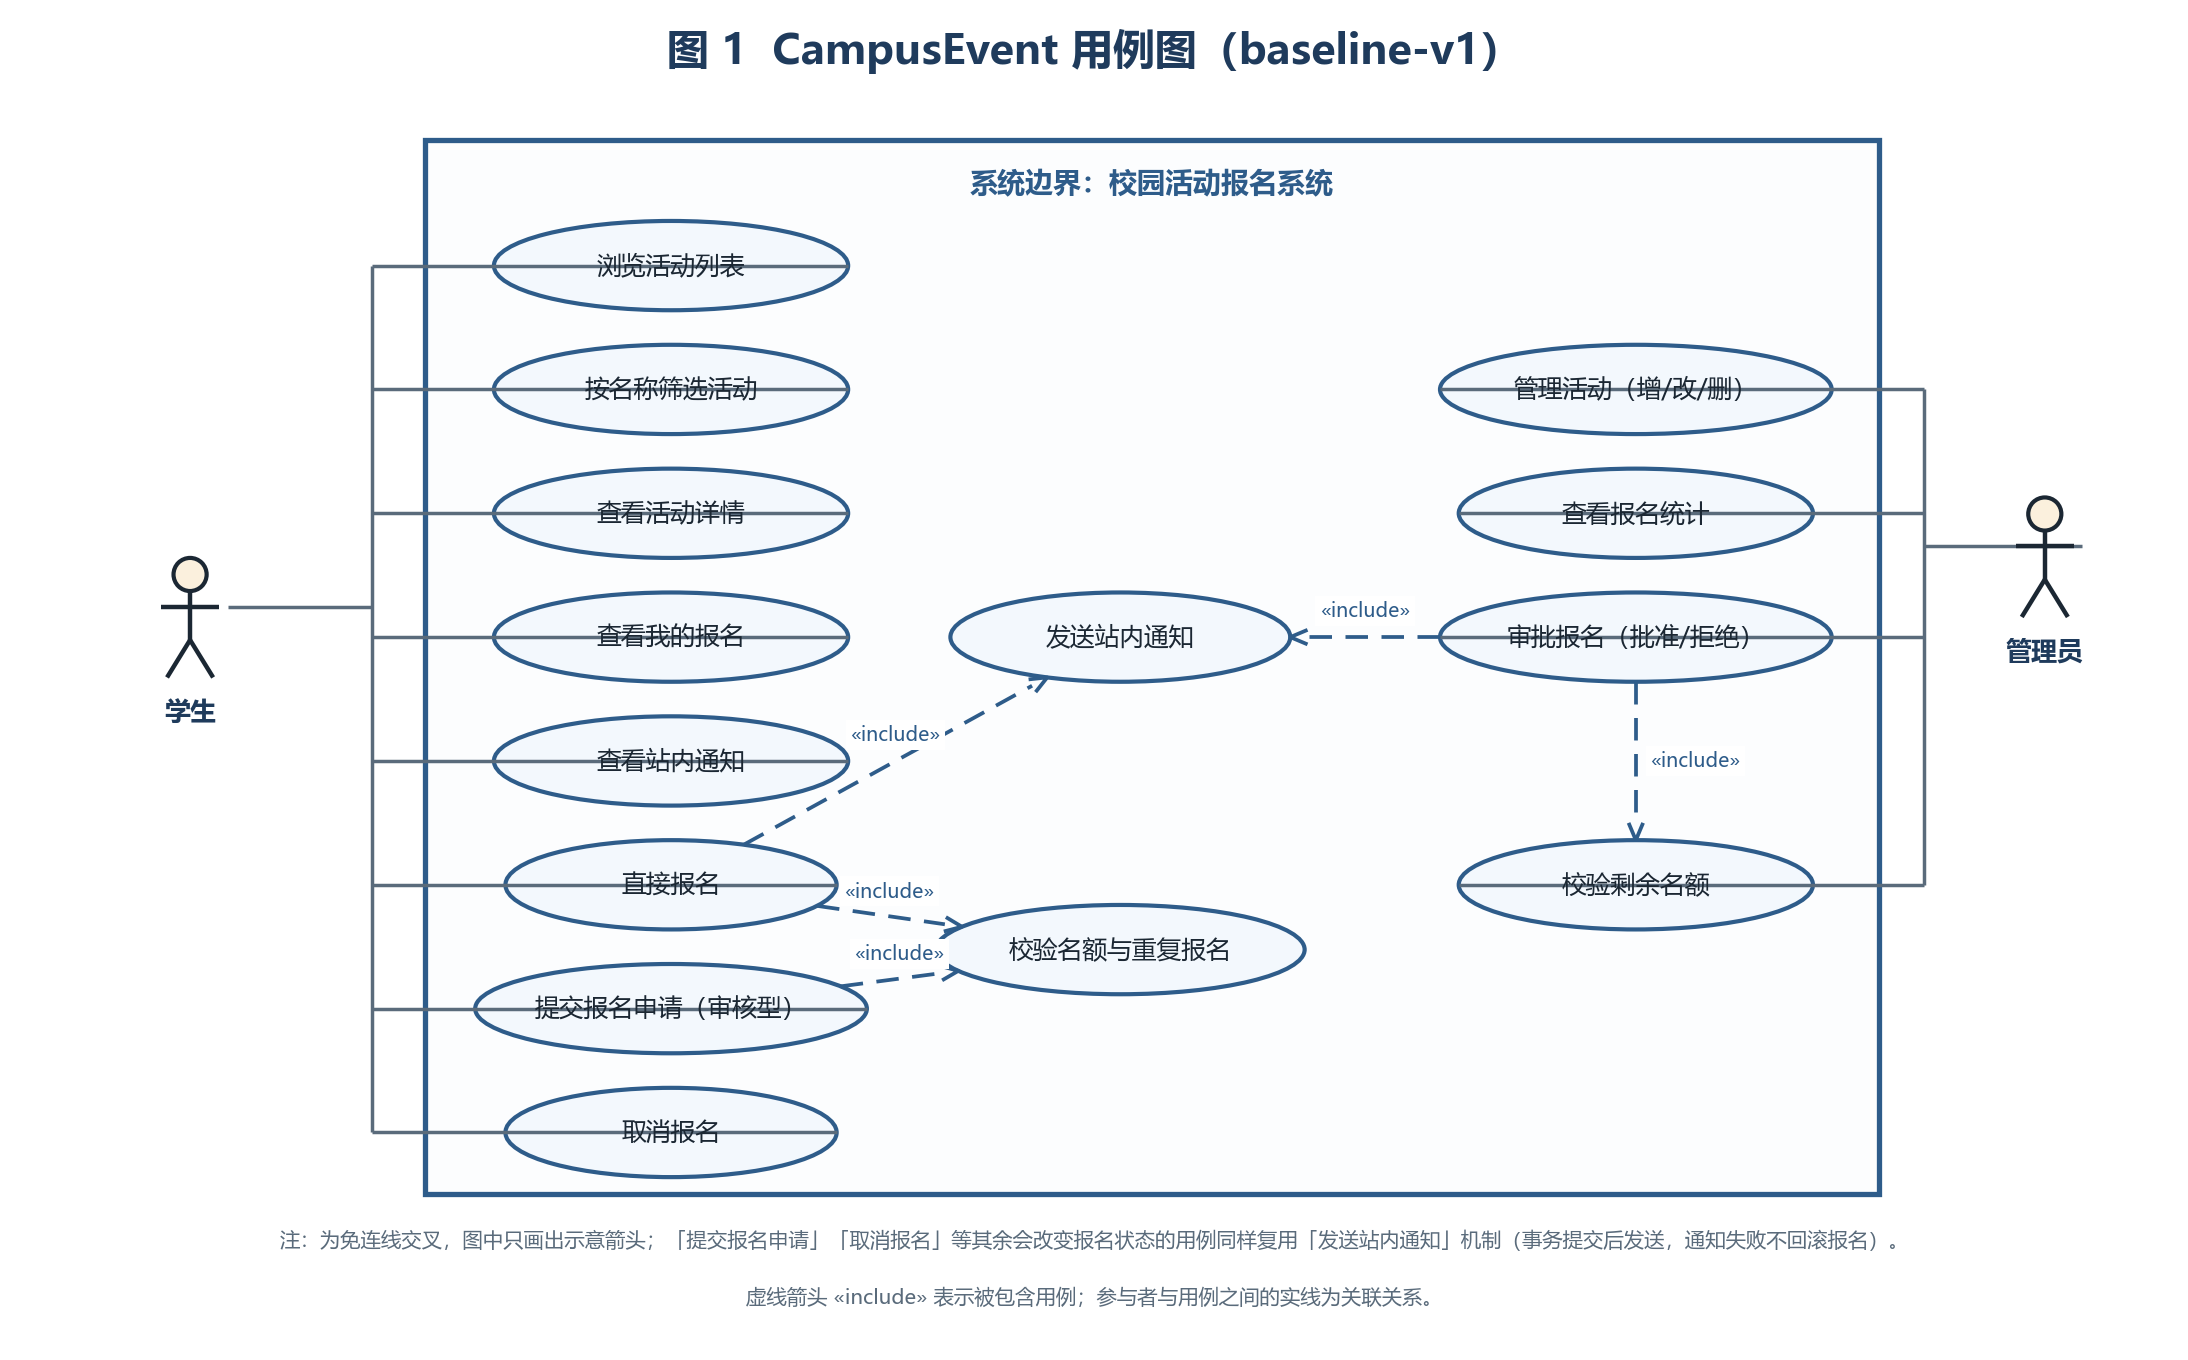 图 1 CampusEvent 用例图（baseline-v1）
系统边界：校园活动报名系统
浏览活动列表
按名称筛选活动
管理活动（增/改/删）
查看活动详情
查看报名统计
查看我的报名
发送站内通知
«include»
审批报名（批准/拒绝）
管理员
学生
«include»
查看站内通知
«include»
直接报名
«include»
校验剩余名额
«include»
校验名额与重复报名
提交报名申请（审核型）
取消报名
注：为免连线交叉，图中只画出示意箭头；「提交报名申请」「取消报名」等其余会改变报名状态的用例同样复用「发送站内通知」机制（事务提交后发送，通知失败不回滚报名）。
虚线箭头 «include» 表示被包含用例；参与者与用例之间的实线为关联关系。